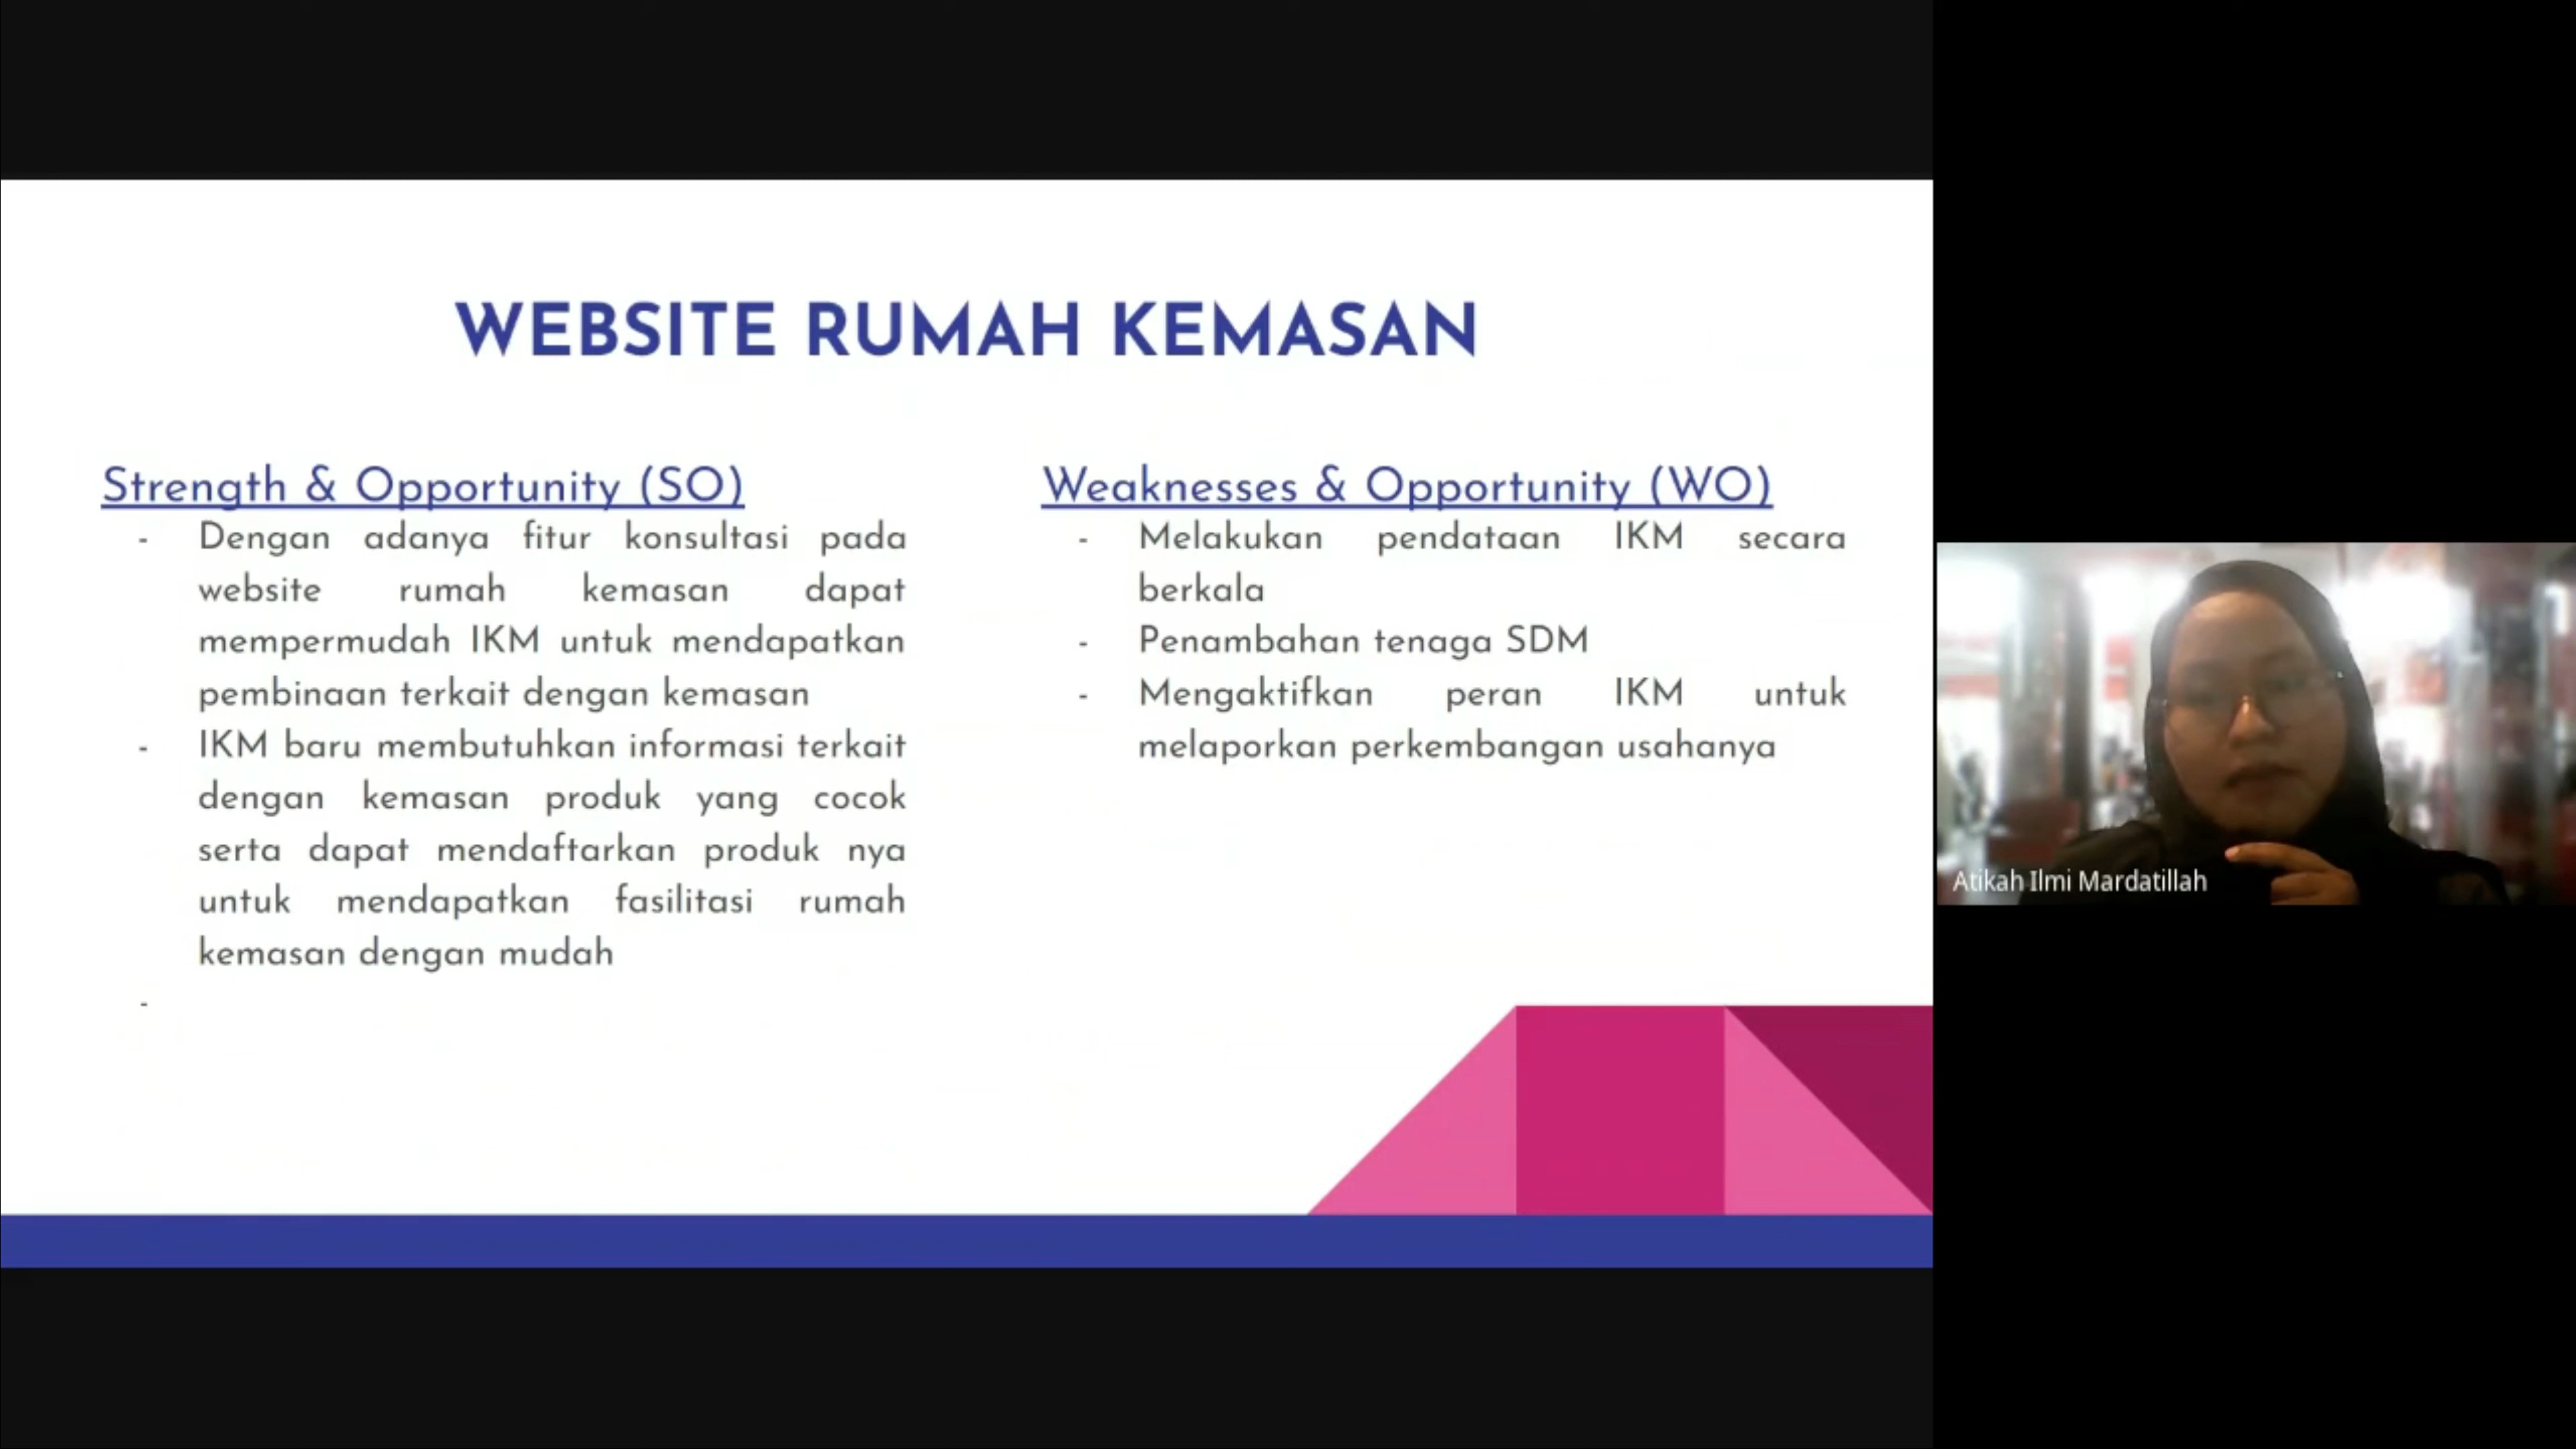 WEBSITE RUMAH KEMASAN
Strength & Opportunity (SO)
- Dengan adanya fitur konsultasi pada
website rumah kemasan dapat
mempermudah IKM untuk mendapatkan
pembinaan terkait dengan kemasan
- IKM baru membutuhkan informasi terkait
dengan kemasan produk yang cocok
serta dapat mendaftarkan produk nya
untuk mendapatkan fasilitasi rumah
kemasan dengan mudah
-
Weaknesses & Opportunity (WO)
- Melakukan pendataan IKM secara
berkala
- Penambahan tenaga SDM
- Mengaktifkan peran IKM untuk
melaporkan perkembangan usahanya
Atikah Ilmi Mardatillah